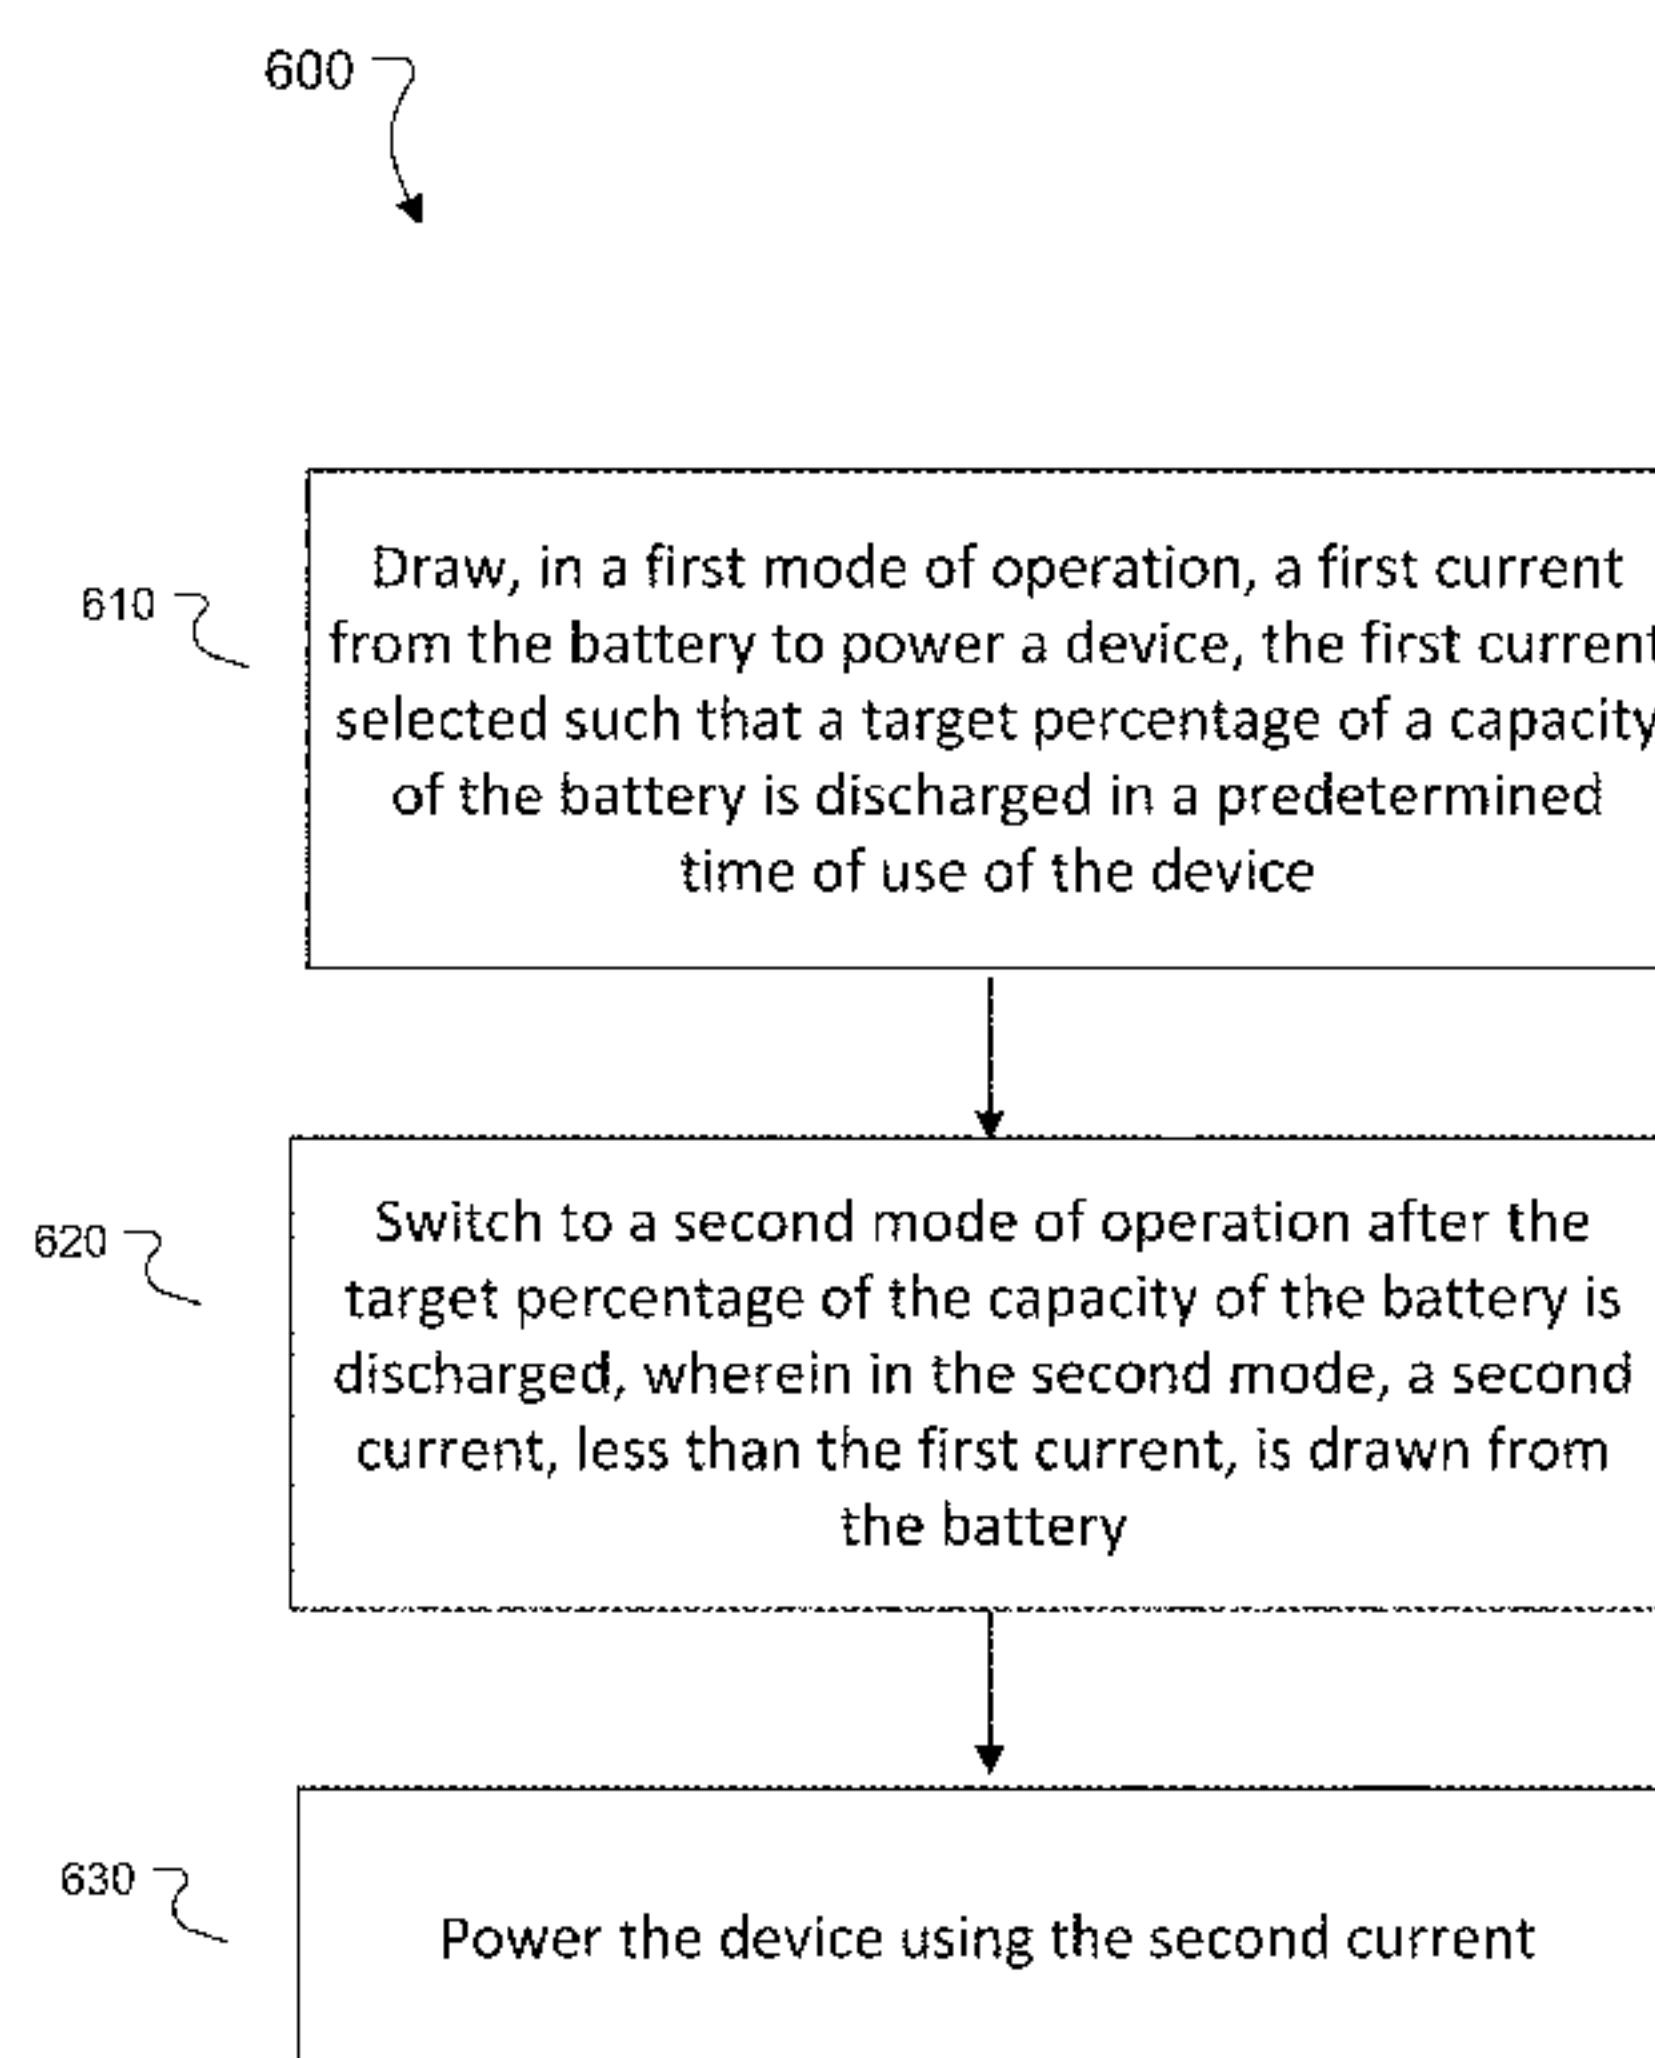 600
610
Draw, in a first mode of operation, a first current
from the battery to power a device, the first current
selected such that a target percentage of a capacity
of the battery is discharged in a predetermined
time of use of the device
620
Switch to a second mode of operation after the
target percentage of the capacity of the battery is
discharged, wherein in the second mode, a second
current, less than the first current, is drawn from
the battery
630
Power the device using the second current